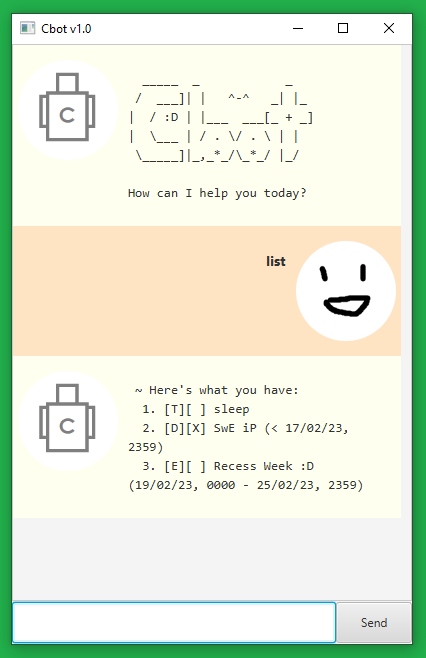 Cbot v1.0
  _____  _            _
 /  ___]| |   ^-^   _| |_
|  / :D | |___  ___[_ + _]
|  \___ | / . \/ . \ | |
 \_____]|_,_*_/\_*_/ |_/
C
How can I help you today?
list
~ Here's what you have:
1. [T][ ] sleep
2. [D][X] SwE iP (< 17/02/23,
2359)
3. [E][ ] Recess Week :D
(19/02/23, 0000 - 25/02/23, 2359)
C
Send